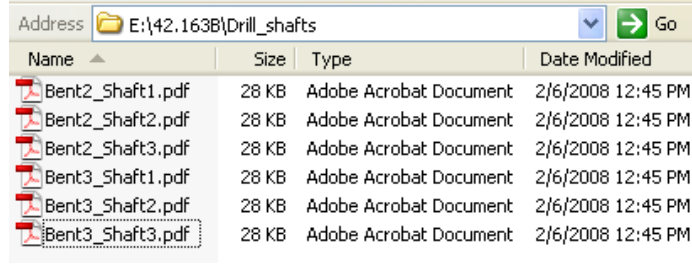 Address E:\42.163B\Drill_shafts Go
Name Size Type Date Modified
Bent2_Shaft1.pdf 28 KB Adobe Acrobat Document 2/6/2008 12:45 PM
Bent2_Shaft2.pdf 28 KB Adobe Acrobat Document 2/6/2008 12:45 PM
Bent2_Shaft3.pdf 28 KB Adobe Acrobat Document 2/6/2008 12:45 PM
Bent3_Shaft1.pdf 28 KB Adobe Acrobat Document 2/6/2008 12:45 PM
Bent3_Shaft2.pdf 28 KB Adobe Acrobat Document 2/6/2008 12:45 PM
Bent3_Shaft3.pdf 28 KB Adobe Acrobat Document 2/6/2008 12:45 PM